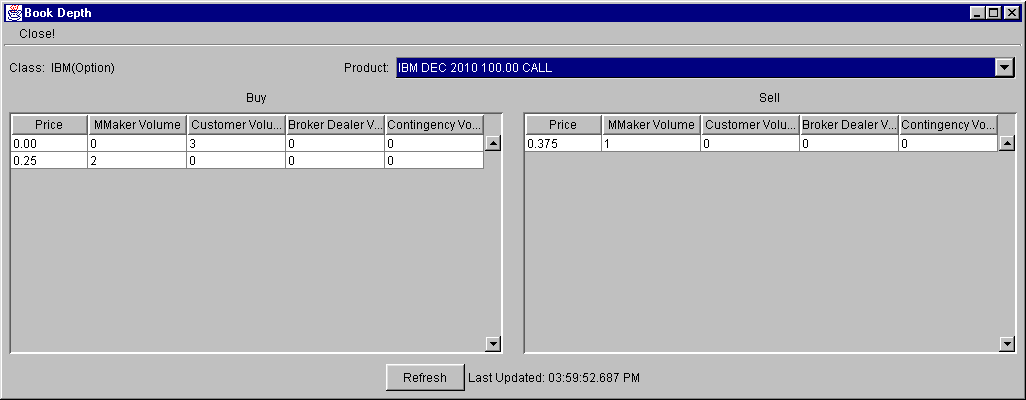 Book Depth
Close!
Class: IBM(Option) Product: IBM DEC 2010 100.00 CALL
Buy Sell
Price MMaker Volume Customer Volu... Broker Dealer V... Contingency Vo... Price MMaker Volume Customer Volu... Broker Dealer V... Contingency Vo...
0.00 0 3 0 0 0.375 1 0 0 0
0.25 2 0 0 0
Refresh Last Updated: 03:59:52.687 PM